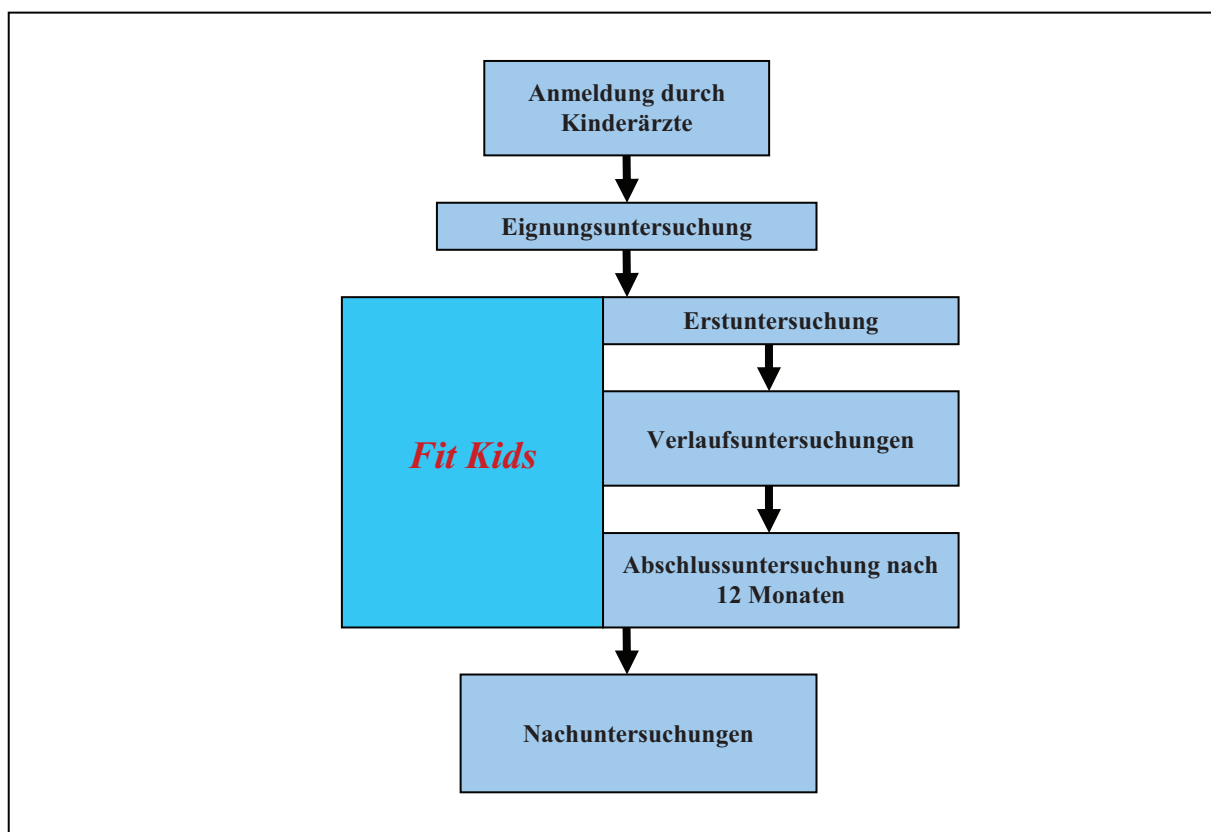 Anmeldung durch
Kinderärzte
Eignungsuntersuchung
Erstuntersuchung
Fit Kids
Verlaufsuntersuchungen
Abschlussuntersuchung nach
12 Monaten
Nachuntersuchungen